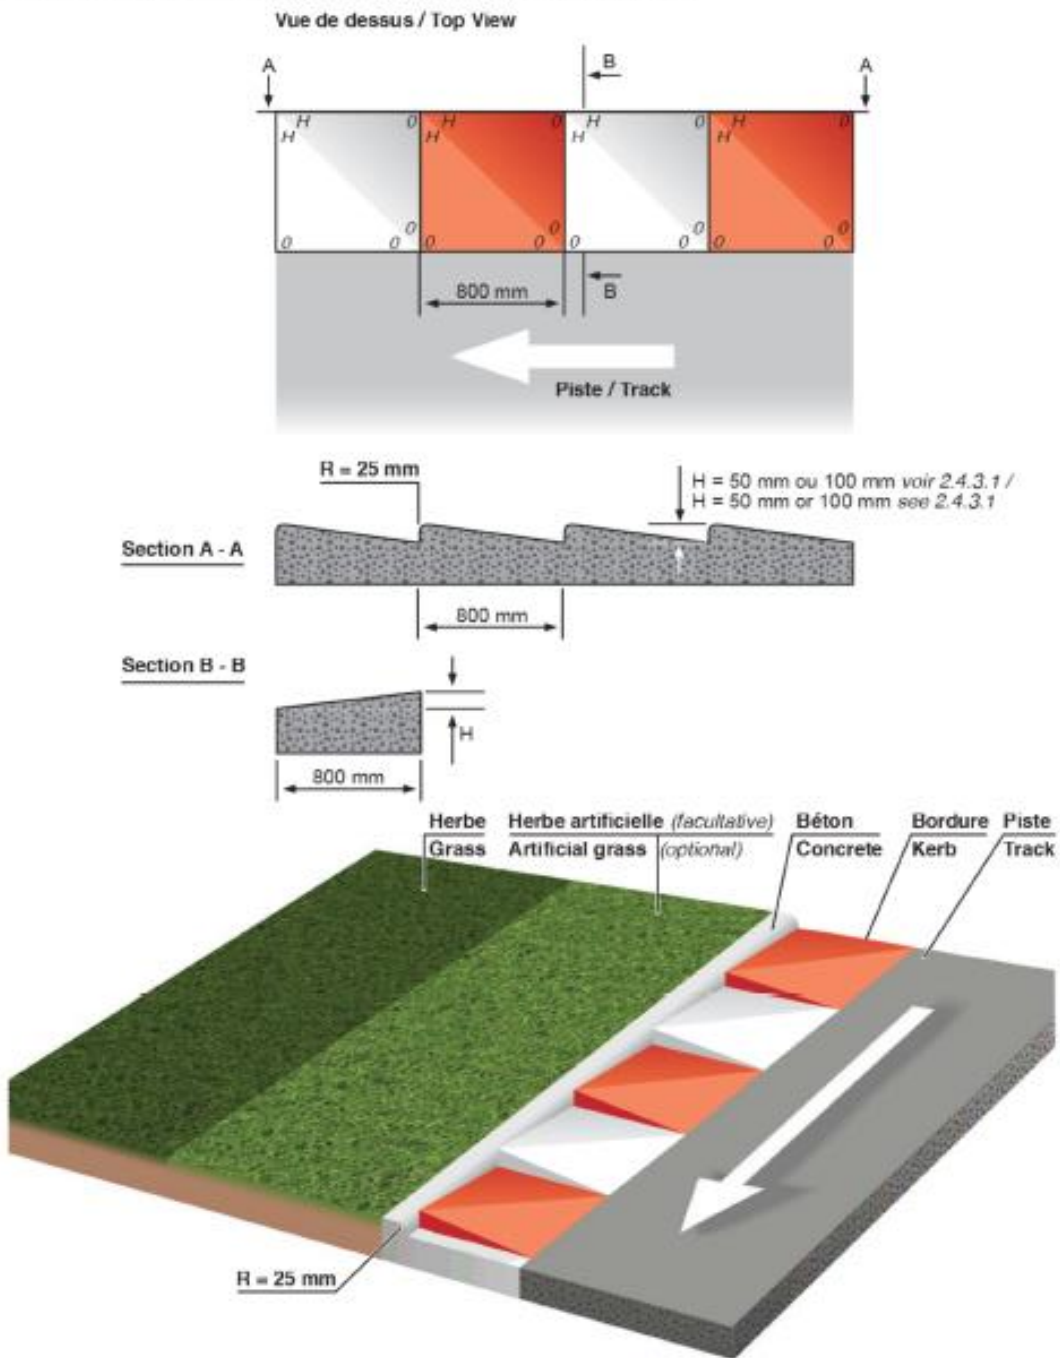 Vue de dessus / Top View
A
B
A
H
H
0
0
0
0
H
H
0
0
0
0
H
H
0
0
0
0
H
H
0
0
0
0
800 mm
B
Piste / Track
R = 25 mm
H = 50 mm ou 100 mm voir 2.4.3.1 /
H = 50 mm or 100 mm see 2.4.3.1
Section A - A
800 mm
Section B - B
H
800 mm
Herbe
Grass
Herbe artificielle (facultative)
Artificial grass (optional)
Béton
Concrete
Bordure
Kerb
Piste
Track
R = 25 mm